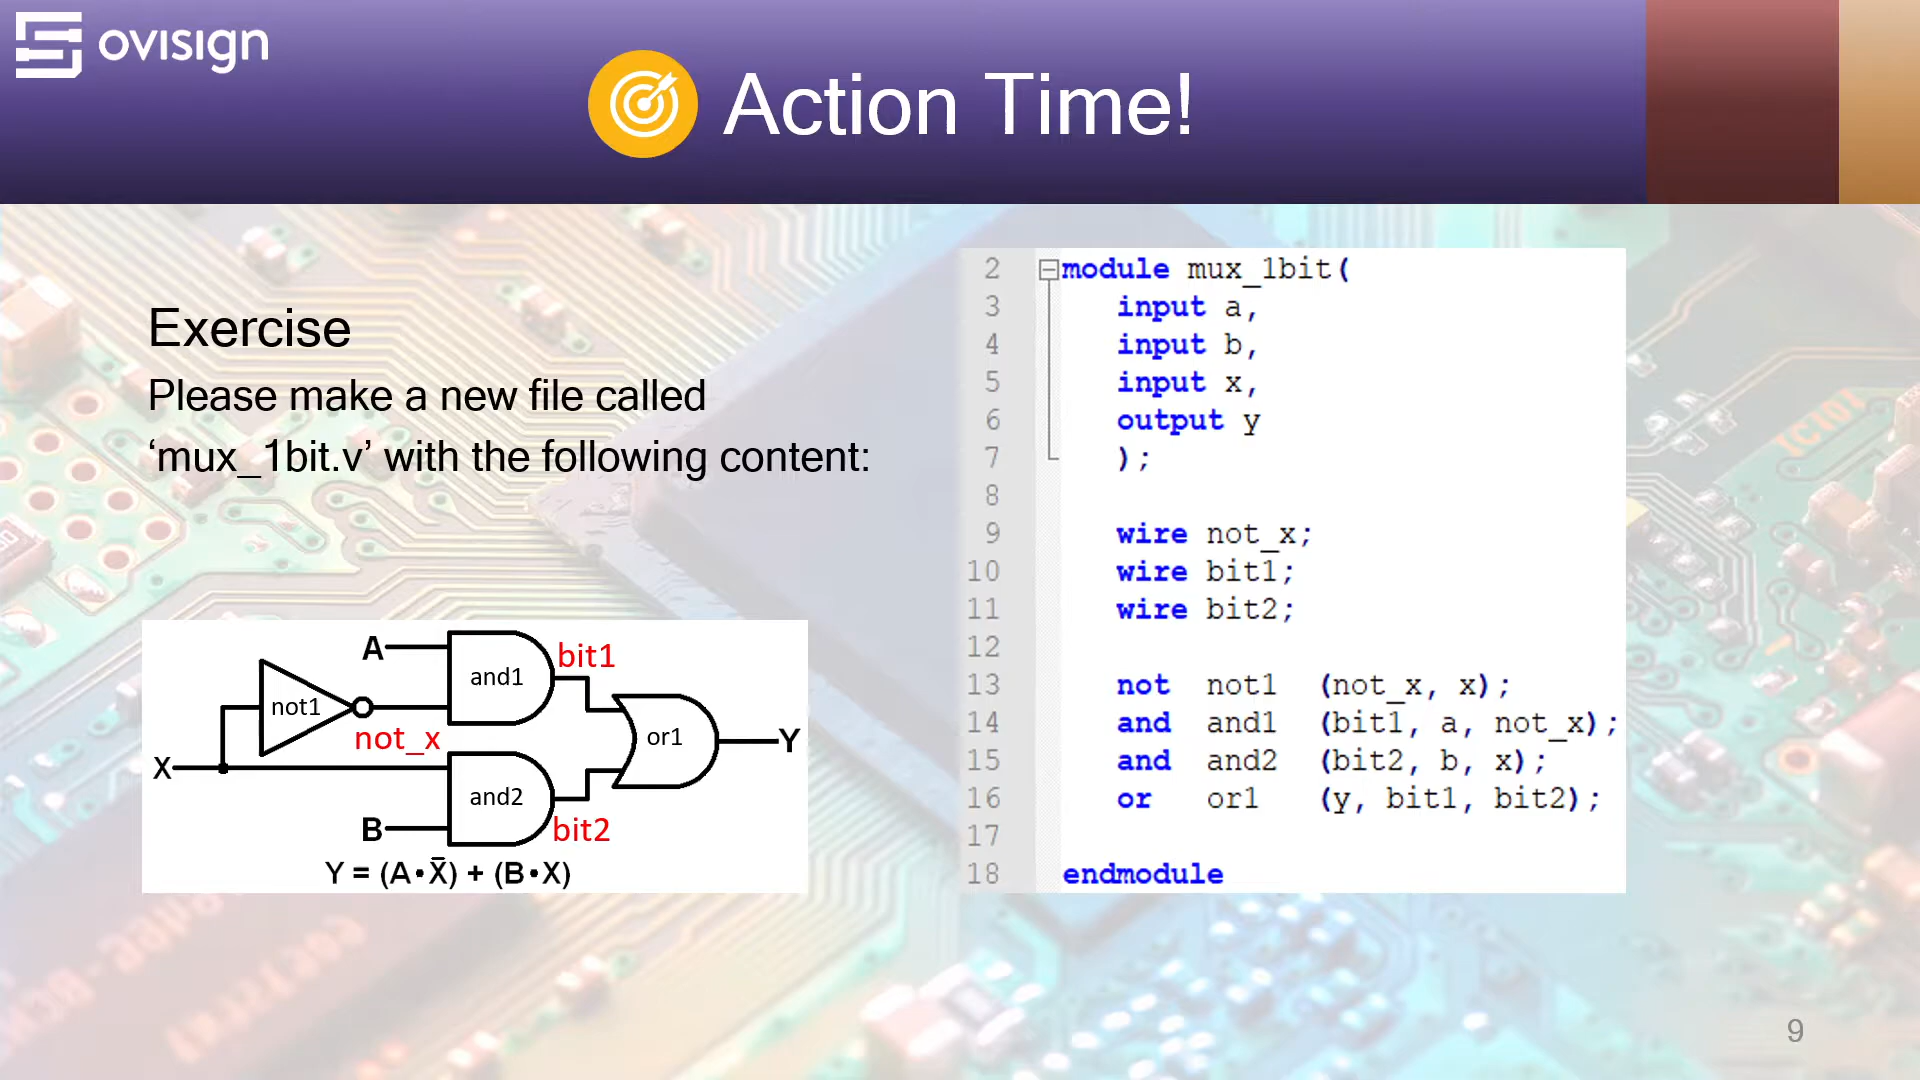 Sovisign
Action Time!
Exercise
Please make a new file called
‘mux_1bit.v’ with the following content:
A
and1
bit1
not1
not_x
or1
Y
X
and2
B
bit2
Y = (A•X̄) + (B•X)
2 module mux_1bit(
3 input a,
4 input b,
5 input x,
6 output y
7 );
8
9 wire not_x;
10 wire bit1;
11 wire bit2;
12
13 not not1 (not_x, x);
14 and and1 (bit1, a, not_x);
15 and and2 (bit2, b, x);
16 or or1 (y, bit1, bit2);
17
18 endmodule
9